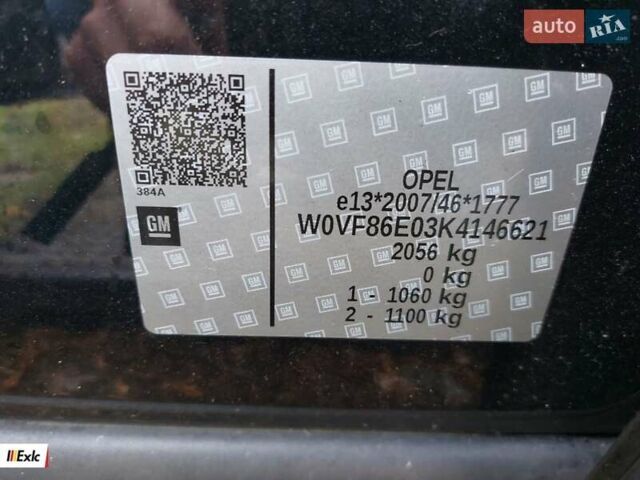 auto RIA.com
384A
GM
OPEL
e13*2007/46*1777
W0VF86E03K4146621
2056 kg
0 kg
1 - 1060 kg
2 - 1100 kg
Exlc